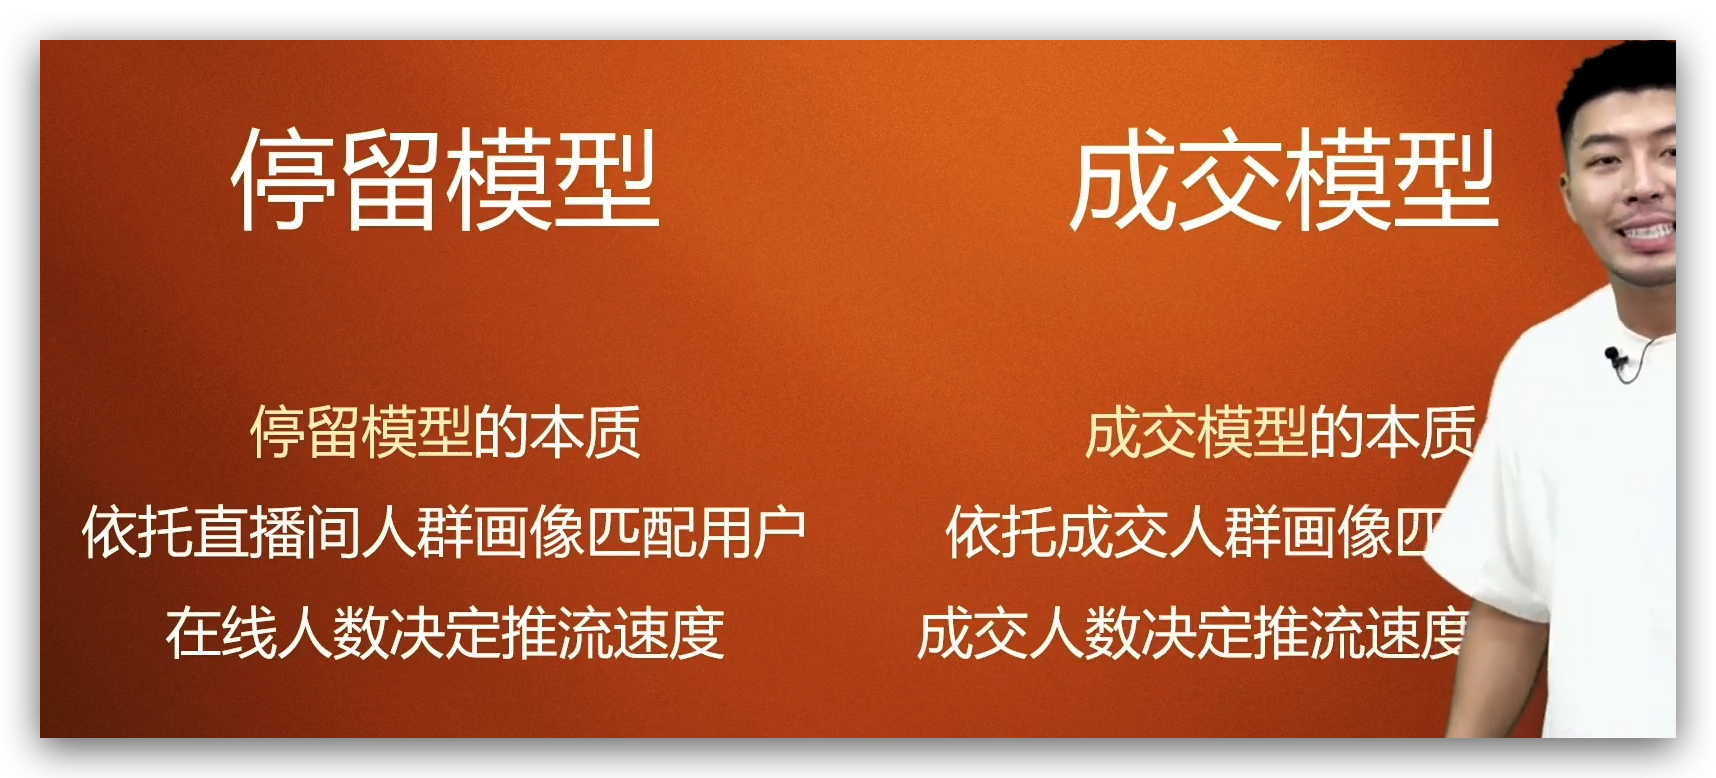 停留模型
停留模型的本质
依托直播间人群画像匹配用户
在线人数决定推流速度
成交模型
成交模型的本质
依托成交人群画像匹
成交人数决定推流速度